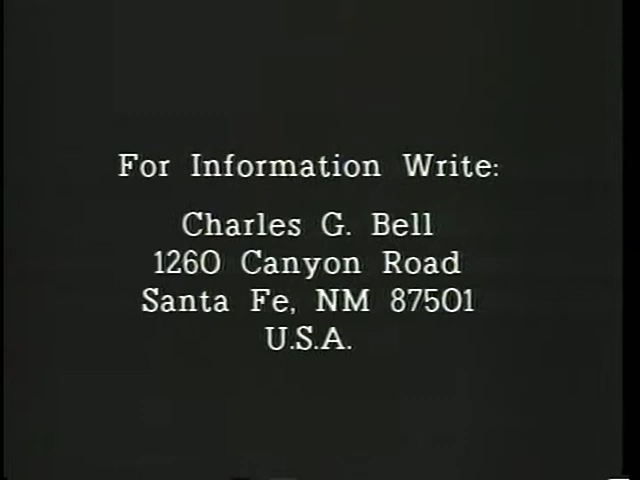 For Information Write:
Charles G. Bell
1260 Canyon Road
Santa Fe, NM 87501
U.S.A.